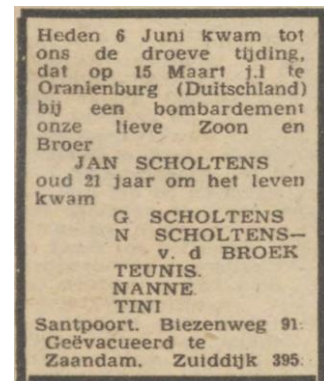 Heden 6 Juni kwam tot
ons de droeve tijding,
dat op 15 Maart j.l te
Oranienburg (Duitschland)
bij een bombardement
onze lieve Zoon en
Broer
JAN SCHOLTENS
oud 21 jaar om het leven
kwam
G SCHOLTENS
N SCHOLTENS—
v. d BROEK
TEUNIS.
NANNE.
TINI
Santpoort. Biezenweg 91.
Geëvacueerd te
Zaandam. Zuiddijk 395.